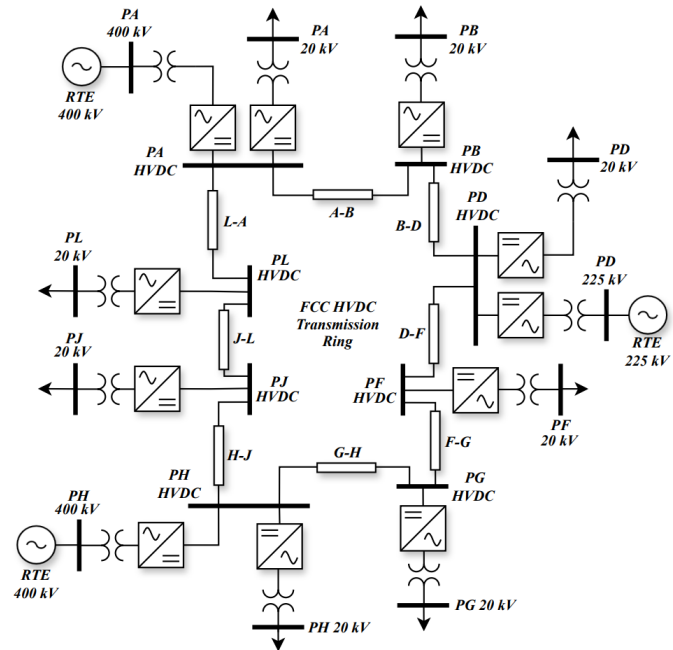 PA
400 kV
RTE
400 kV
PA
20 kV
PB
20 kV
PA
HVDC
PB
HVDC
PD
20 kV
A-B
L-A
B-D
PD
HVDC
PL
20 kV
PL
HVDC
PD
225 kV
RTE
225 kV
FCC HVDC
Transmission
Ring
J-L
D-F
PJ
20 kV
PJ
HVDC
PF
HVDC
PF
20 kV
H-J
G-H
F-G
PH
HVDC
PG
HVDC
PH
400 kV
RTE
400 kV
PG 20 kV
PH 20 kV